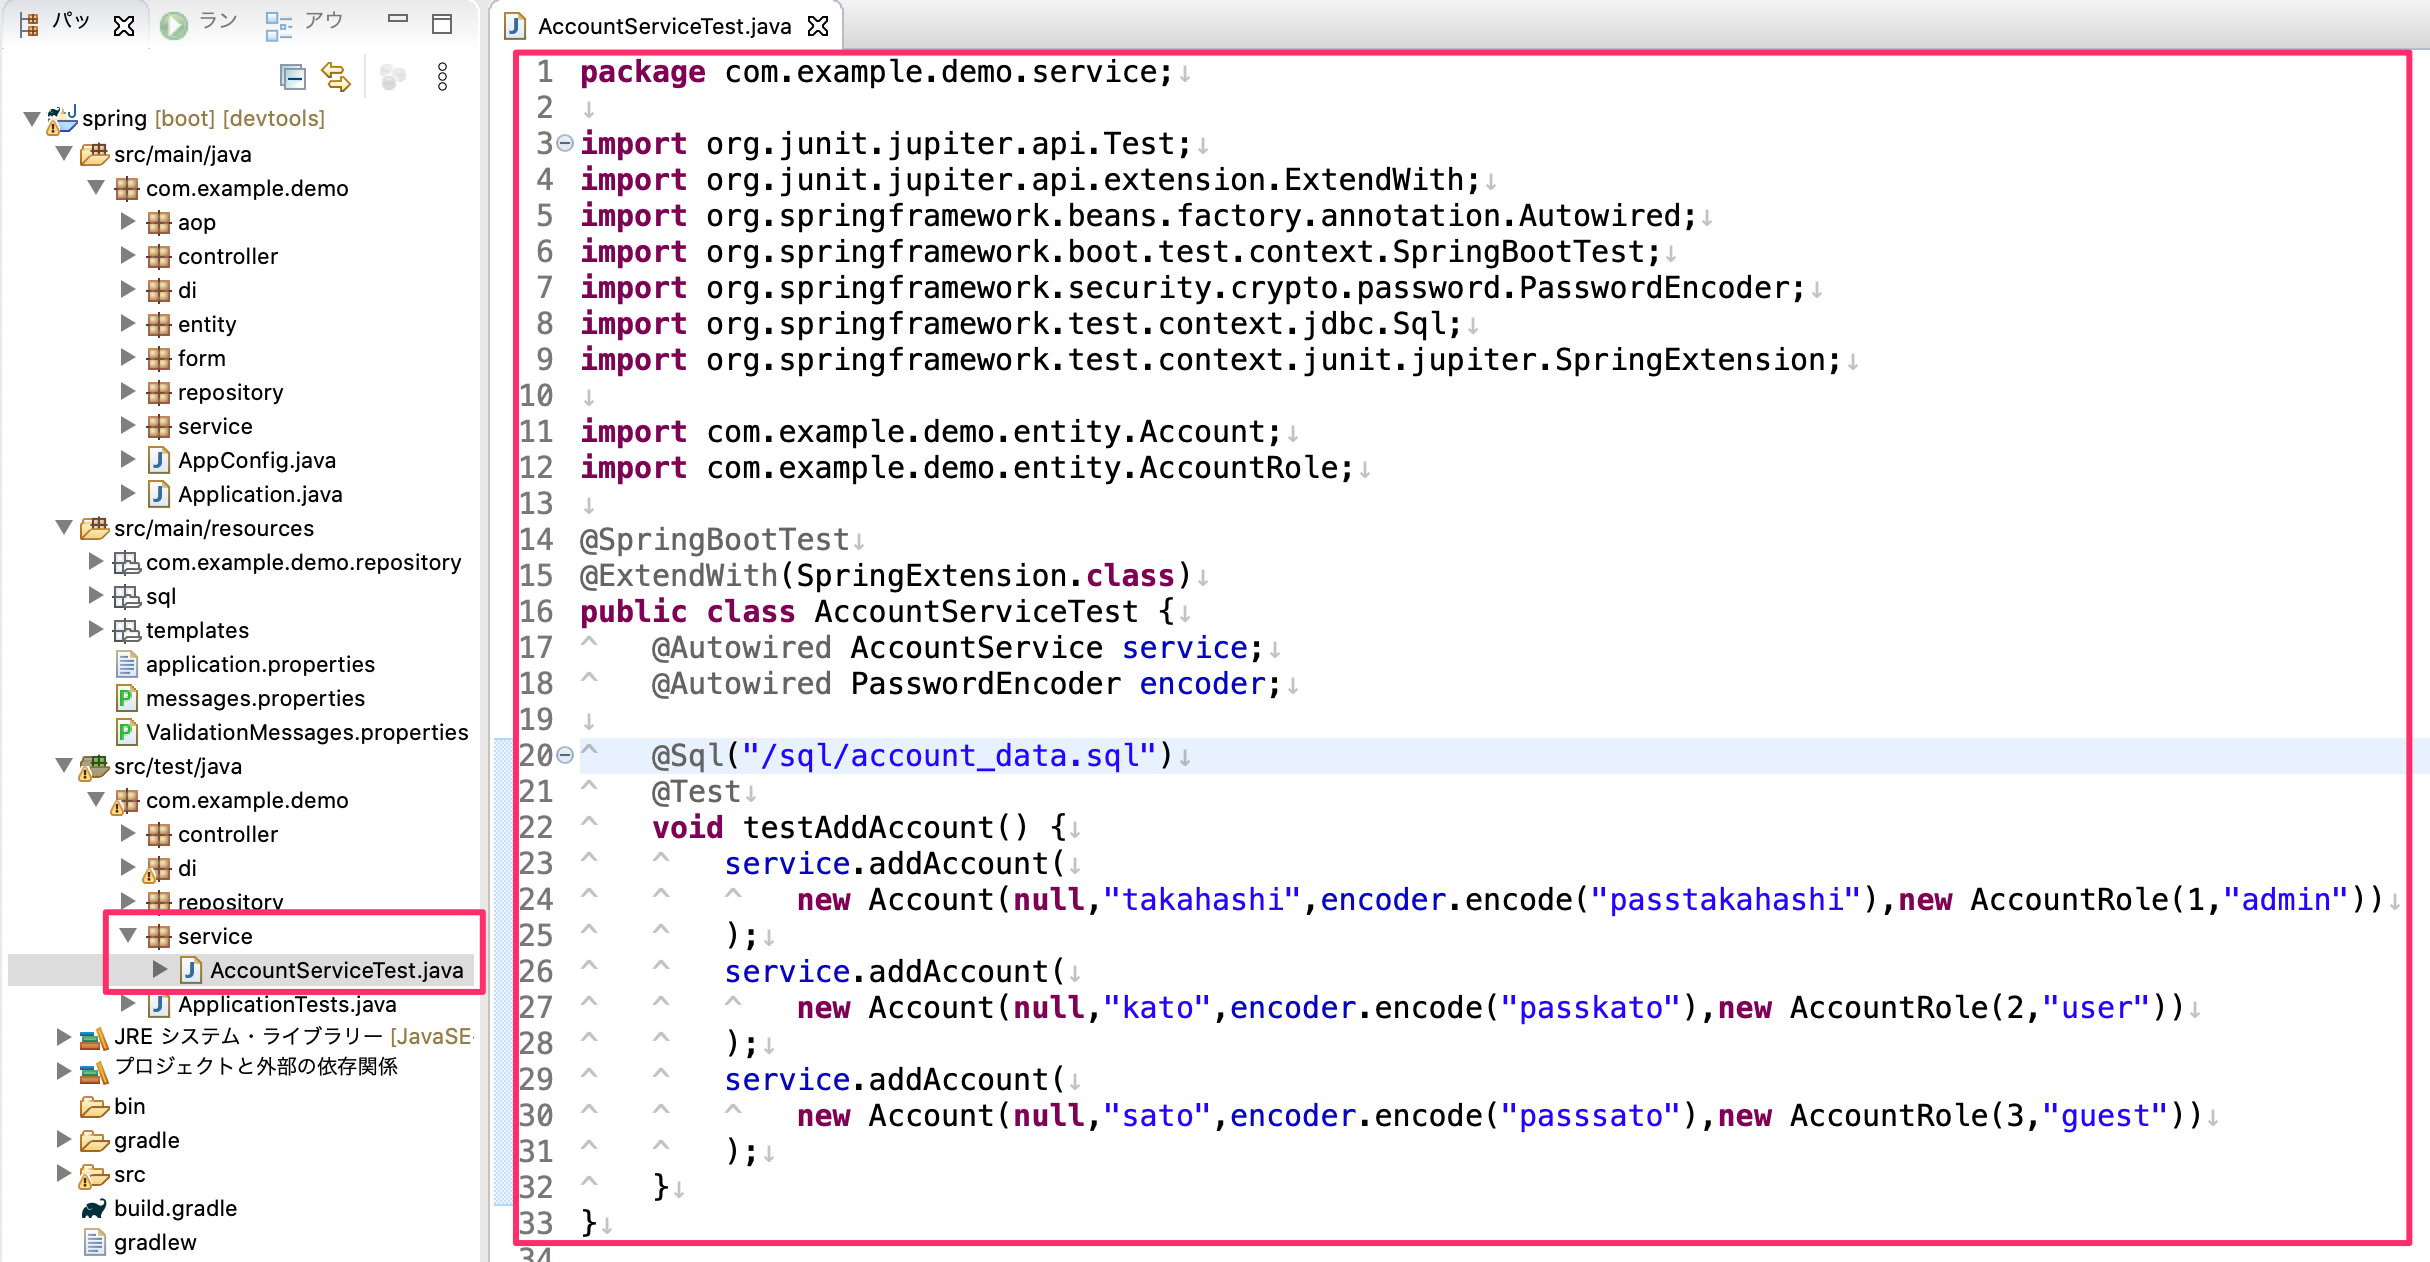 パッ
ラン
アウ
spring [boot] [devtools]
src/main/java
com.example.demo
aop
controller
di
entity
form
repository
service
AppConfig.java
Application.java
src/main/resources
com.example.demo.repository
sql
templates
application.properties
messages.properties
ValidationMessages.properties
src/test/java
com.example.demo
controller
di
repository
service
AccountServiceTest.java
ApplicationTests.java
JRE システム・ライブラリー [JavaSE-
プロジェクトと外部の依存関係
bin
gradle
src
build.gradle
gradlew
AccountServiceTest.java
1 package com.example.demo.service;↓
2 ↓
3 import org.junit.jupiter.api.Test;↓
4 import org.junit.jupiter.api.extension.ExtendWith;↓
5 import org.springframework.beans.factory.annotation.Autowired;↓
6 import org.springframework.boot.test.context.SpringBootTest;↓
7 import org.springframework.security.crypto.password.PasswordEncoder;↓
8 import org.springframework.test.context.jdbc.Sql;↓
9 import org.springframework.test.context.junit.jupiter.SpringExtension;↓
10 ↓
11 import com.example.demo.entity.Account;↓
12 import com.example.demo.entity.AccountRole;↓
13 ↓
14 @SpringBootTest↓
15 @ExtendWith(SpringExtension.class)↓
16 public class AccountServiceTest {↓
17 ^ @Autowired AccountService service;↓
18 ^ @Autowired PasswordEncoder encoder;↓
19 ↓
20 ^ @Sql("/sql/account_data.sql")↓
21 ^ @Test↓
22 ^ void testAddAccount() {↓
23 ^ ^ service.addAccount(↓
24 ^ ^ ^ new Account(null,"takahashi",encoder.encode("passtakahashi"),new AccountRole(1,"admin"))↓
25 ^ ^ );↓
26 ^ ^ service.addAccount(↓
27 ^ ^ ^ new Account(null,"kato",encoder.encode("passkato"),new AccountRole(2,"user"))↓
28 ^ ^ );↓
29 ^ ^ service.addAccount(↓
30 ^ ^ ^ new Account(null,"sato",encoder.encode("passsato"),new AccountRole(3,"guest"))↓
31 ^ ^ );↓
32 ^ }↓
33 }↓
34